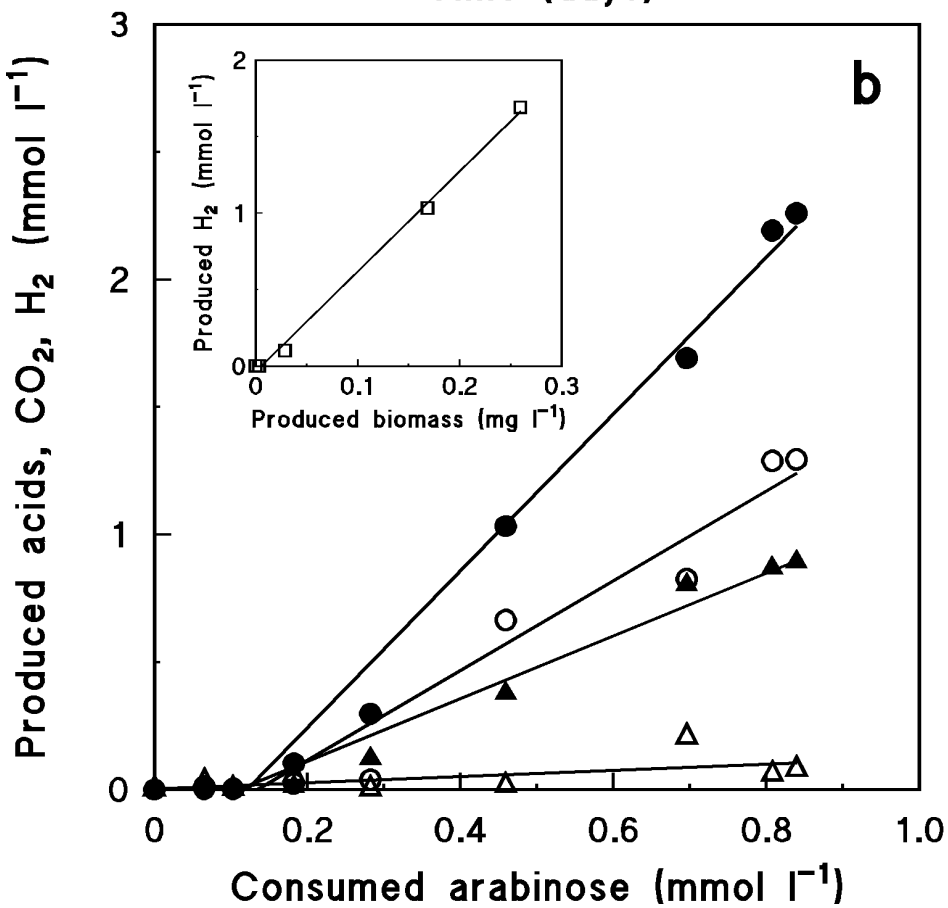 3
b
2
Produced H₂ (mmol l⁻¹)
1
0
0 0.1 0.2 0.3
Produced biomass (mg l⁻¹)
Produced acids, CO₂, H₂ (mmol l⁻¹)
2
1
0
0 0.2 0.4 0.6 0.8 1.0
Consumed arabinose (mmol l⁻¹)